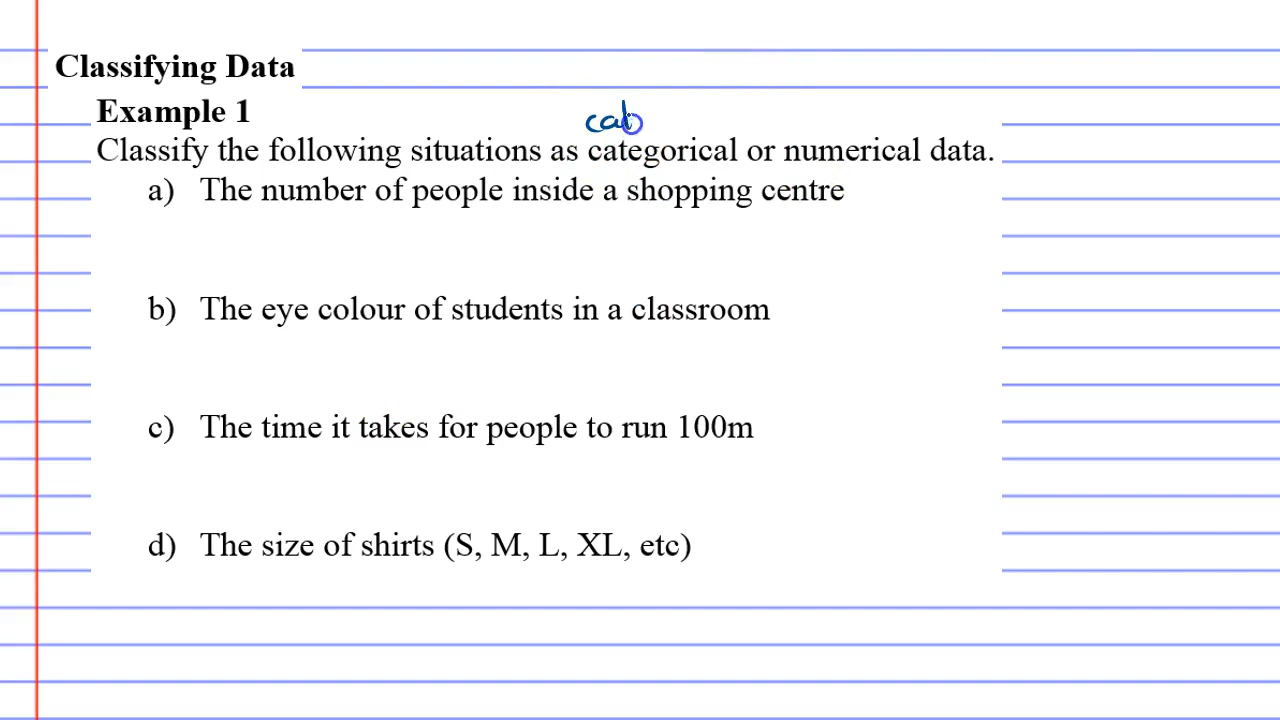 Classifying Data
Example 1
cat
Classify the following situations as categorical or numerical data.
a) The number of people inside a shopping centre
b) The eye colour of students in a classroom
c) The time it takes for people to run 100m
d) The size of shirts (S, M, L, XL, etc)